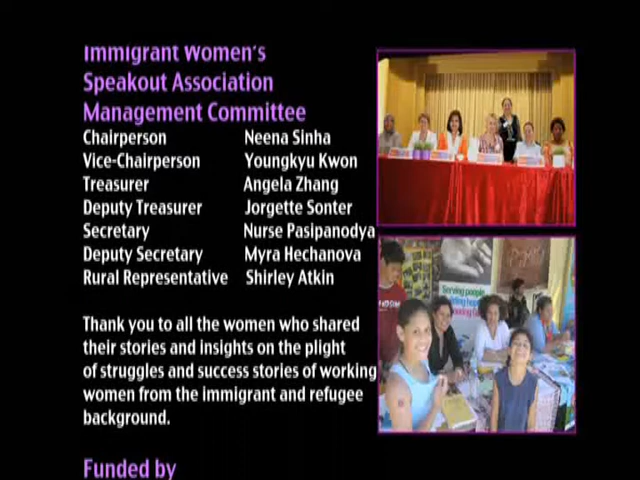 Immigrant Women's
Speakout Association
Management Committee
Chairperson Neena Sinha
Vice-Chairperson Youngkyu Kwon
Treasurer Angela Zhang
Deputy Treasurer Jorgette Sonter
Secretary Nurse Pasipanodya
Deputy Secretary Myra Hechanova
Rural Representative Shirley Atkin
Thank you to all the women who shared
their stories and insights on the plight
of struggles and success stories of working
women from the immigrant and refugee
background.
Funded by
Serving people